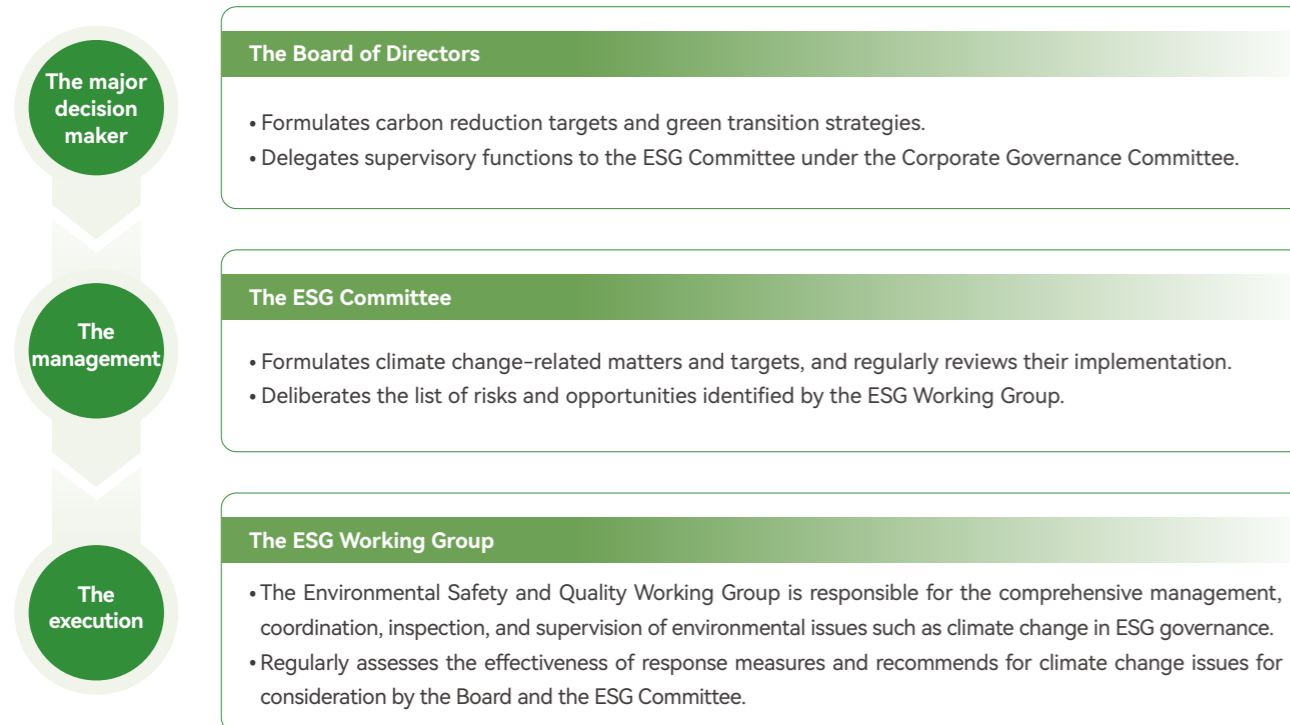 The major
decision
maker
The Board of Directors
• Formulates carbon reduction targets and green transition strategies.
• Delegates supervisory functions to the ESG Committee under the Corporate Governance Committee.
The
management
The ESG Committee
• Formulates climate change-related matters and targets, and regularly reviews their implementation.
• Deliberates the list of risks and opportunities identified by the ESG Working Group.
The
execution
The ESG Working Group
• The Environmental Safety and Quality Working Group is responsible for the comprehensive management,
coordination, inspection, and supervision of environmental issues such as climate change in ESG governance.
• Regularly assesses the effectiveness of response measures and recommends for climate change issues for
consideration by the Board and the ESG Committee.